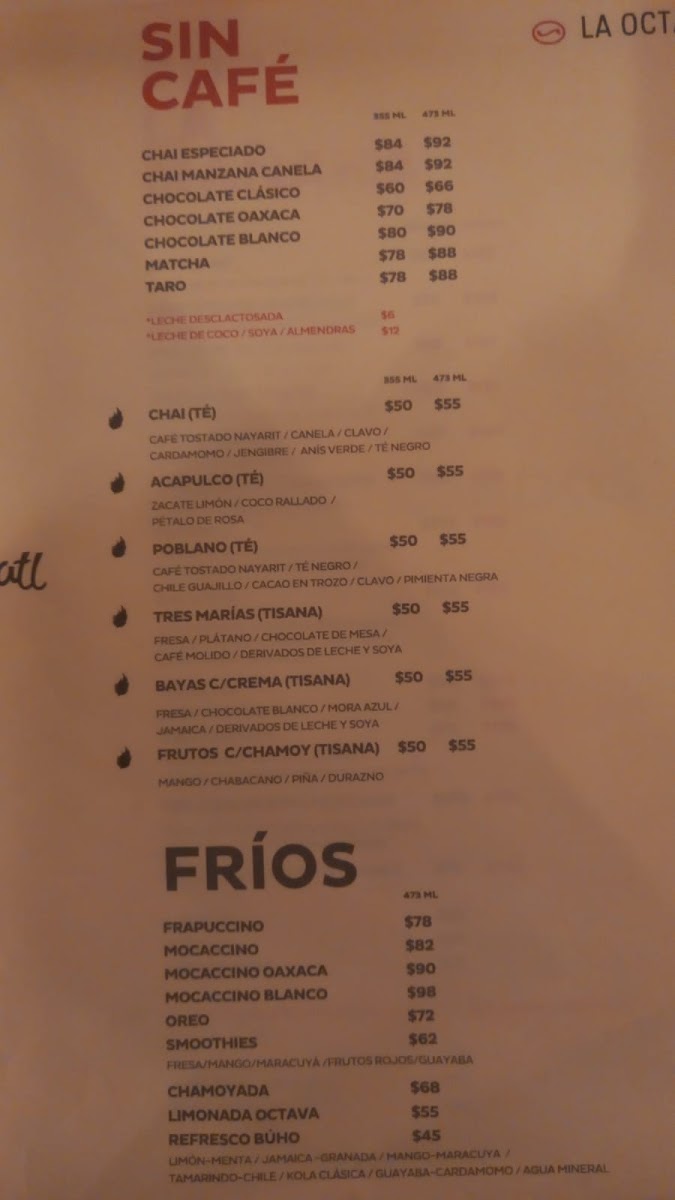 LA OCTA
SIN
CAFÉ
355 ML 473 ML
CHAI ESPECIADO $84 $92
CHAI MANZANA CANELA $84 $92
CHOCOLATE CLÁSICO $60 $66
CHOCOLATE OAXACA $70 $78
CHOCOLATE BLANCO $80 $90
MATCHA $78 $88
TARO $78 $88
*LECHE DESCLACTOSADA $6
*LECHE DE COCO / SOYA / ALMENDRAS $12
355 ML 473 ML
CHAI (TÉ) $50 $55
CAFÉ TOSTADO NAYARIT / CANELA / CLAVO /
CARDAMOMO / JENGIBRE / ANÍS VERDE / TÉ NEGRO
ACAPULCO (TÉ) $50 $55
ZACATE LIMÓN / COCO RALLADO /
PÉTALO DE ROSA
atl
POBLANO (TÉ) $50 $55
CAFÉ TOSTADO NAYARIT / TÉ NEGRO /
CHILE GUAJILLO / CACAO EN TROZO / CLAVO / PIMIENTA NEGRA
TRES MARÍAS (TISANA) $50 $55
FRESA / PLÁTANO / CHOCOLATE DE MESA /
CAFÉ MOLIDO / DERIVADOS DE LECHE Y SOYA
BAYAS C/CREMA (TISANA) $50 $55
FRESA / CHOCOLATE BLANCO / MORA AZUL /
JAMAICA / DERIVADOS DE LECHE Y SOYA
FRUTOS C/CHAMOY (TISANA) $50 $55
MANGO / CHABACANO / PIÑA / DURAZNO
FRÍOS
473 ML
FRAPUCCINO $78
MOCACCINO $82
MOCACCINO OAXACA $90
MOCACCINO BLANCO $98
OREO $72
SMOOTHIES $62
FRESA/MANGO/MARACUYÁ /FRUTOS ROJOS/GUAYABA
CHAMOYADA $68
LIMONADA OCTAVA $55
REFRESCO BÚHO $45
LIMÓN-MENTA / JAMAICA-GRANADA / MANGO-MARACUYA /
TAMARINDO-CHILE / KOLA CLÁSICA / GUAYABA-CARDAMOMO / AGUA MINERAL